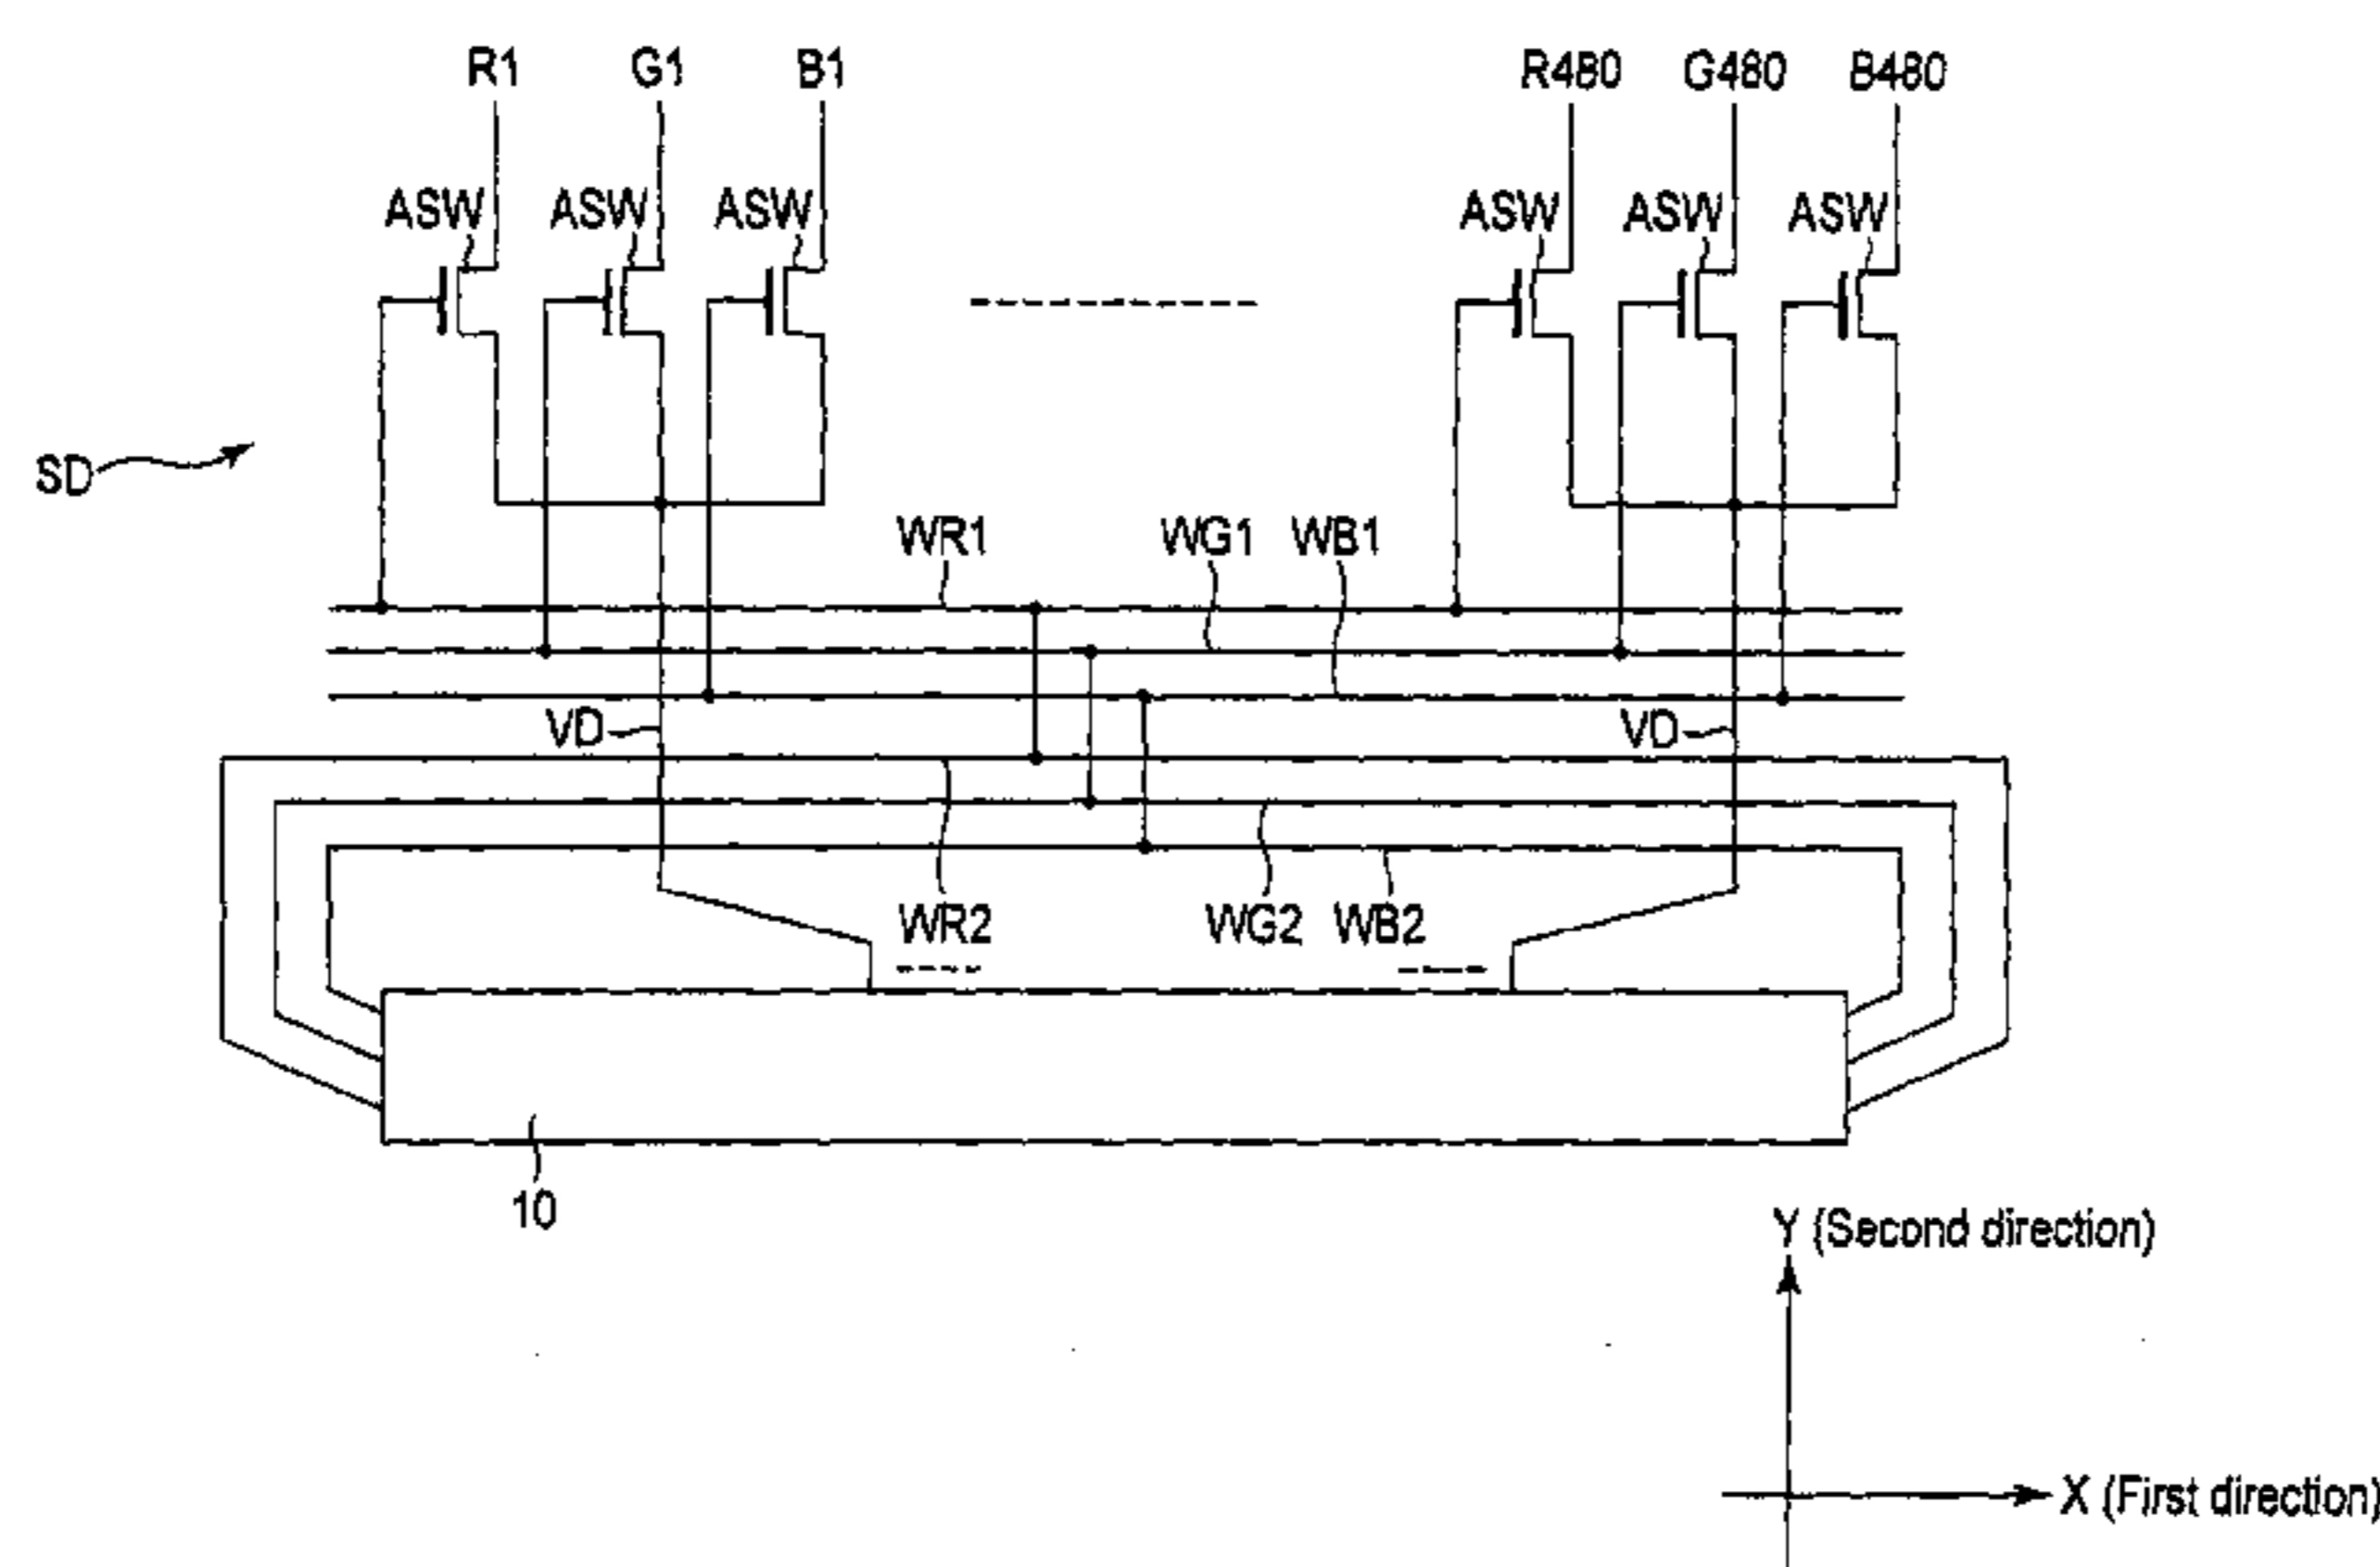 R1 G1 B1 R480 G480 B480
ASW ASW ASW ASW ASW ASW
SD
WR1 WG1 WB1
VD VD
WR2 WG2 WB2
10
Y (Second direction)
X (First direction)